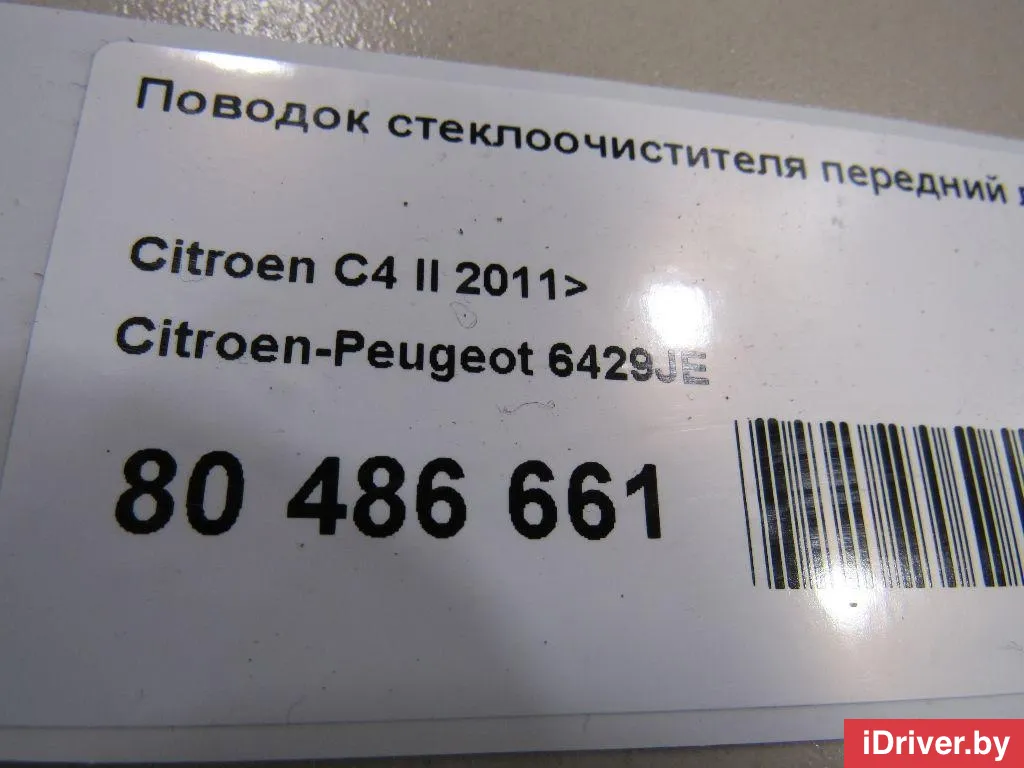 Поводок стеклоочистителя передний
Citroen C4 II 2011>
Citroen-Peugeot 6429JE
80 486 661
iDriver.by